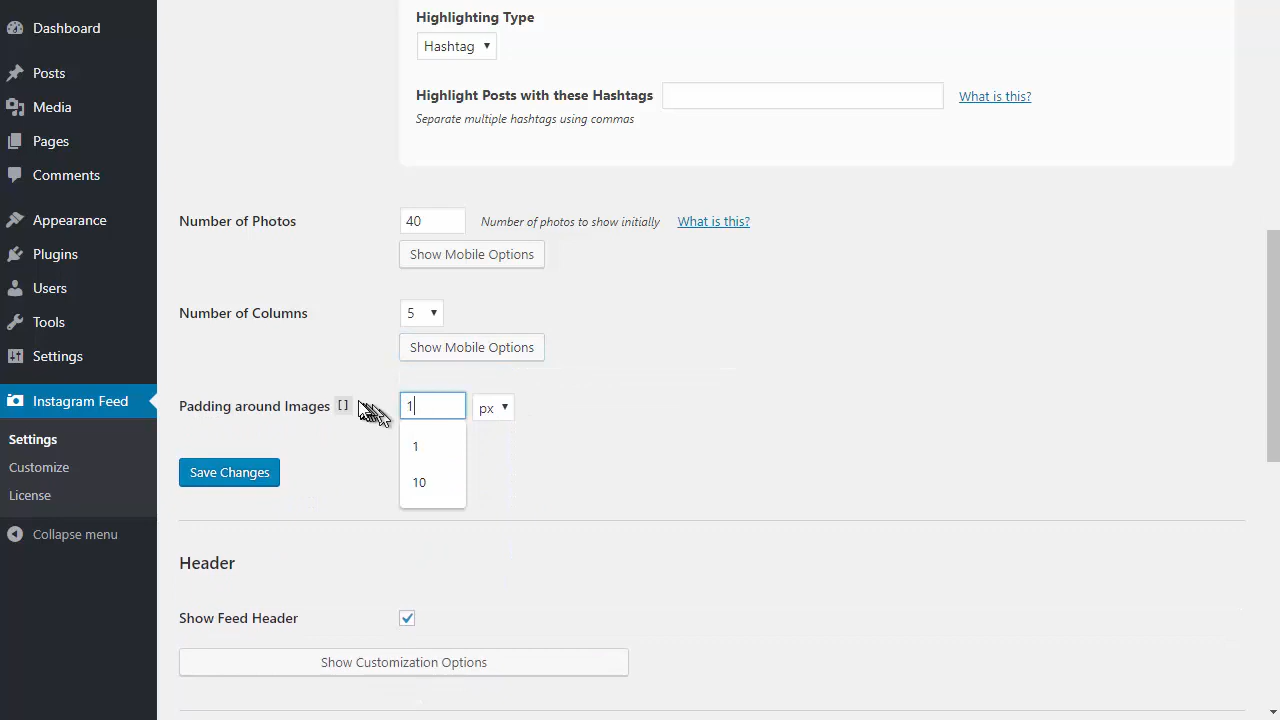 Dashboard
Posts
Media
Pages
Comments
Appearance
Plugins
Users
Tools
Settings
Instagram Feed
Settings
Customize
License
Collapse menu
Highlighting Type
Hashtag
Highlight Posts with these Hashtags What is this?
Separate multiple hashtags using commas
Number of Photos 40 Number of photos to show initially What is this?
Show Mobile Options
Number of Columns 5
Show Mobile Options
Padding around Images [] 1 px
1
10
Save Changes
Header
Show Feed Header
Show Customization Options